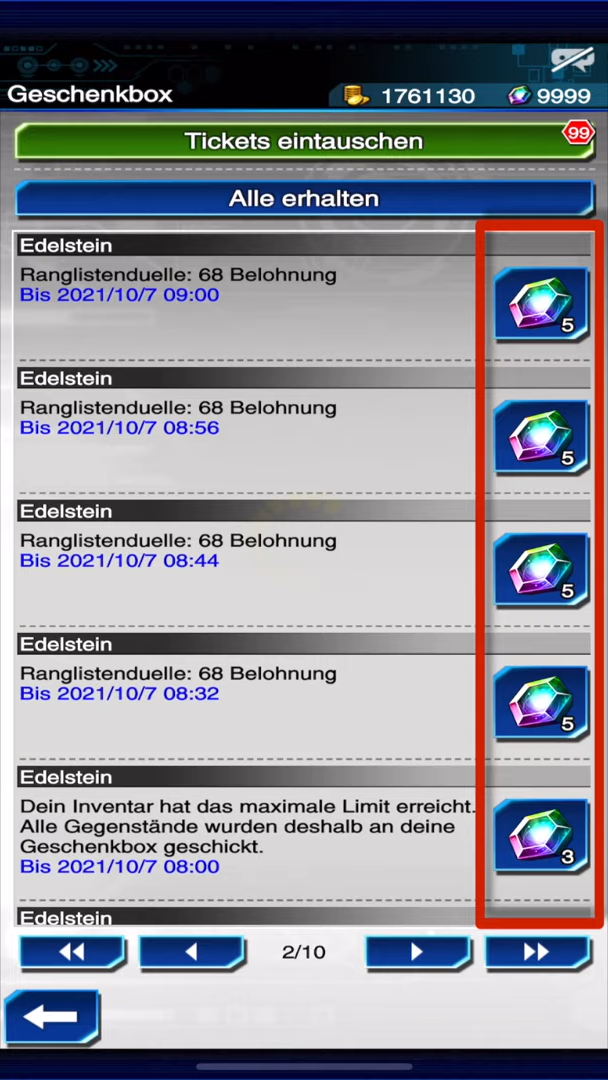 Geschenkbox
1761130
9999
Tickets eintauschen
99
Alle erhalten
Edelstein
Ranglistenduelle: 68 Belohnung
Bis 2021/10/7 09:00
5
Edelstein
Ranglistenduelle: 68 Belohnung
Bis 2021/10/7 08:56
5
Edelstein
Ranglistenduelle: 68 Belohnung
Bis 2021/10/7 08:44
5
Edelstein
Ranglistenduelle: 68 Belohnung
Bis 2021/10/7 08:32
5
Edelstein
Dein Inventar hat das maximale Limit erreicht.
Alle Gegenstände wurden deshalb an deine
Geschenkbox geschickt.
Bis 2021/10/7 08:00
3
Edelstein
2/10